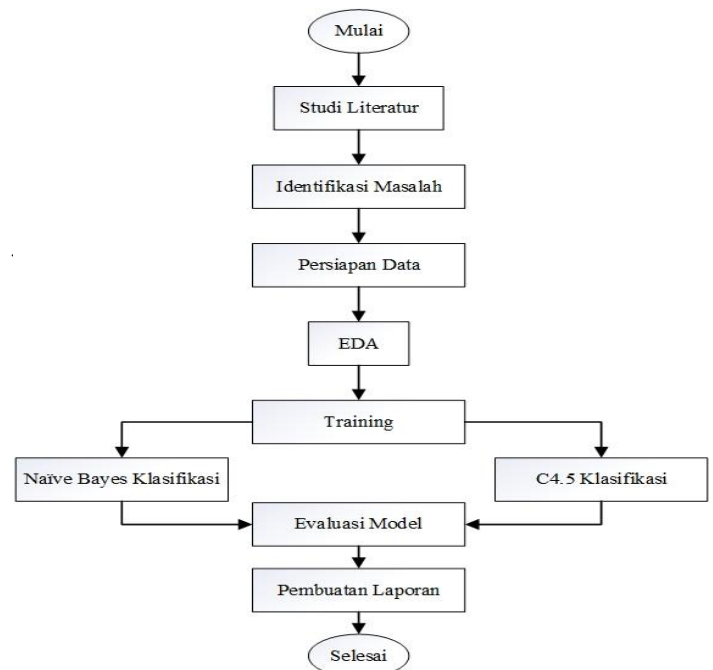 Mulai
Studi Literatur
Identifikasi Masalah
Persiapan Data
EDA
Training
Naïve Bayes Klasifikasi
C4.5 Klasifikasi
Evaluasi Model
Pembuatan Laporan
Selesai